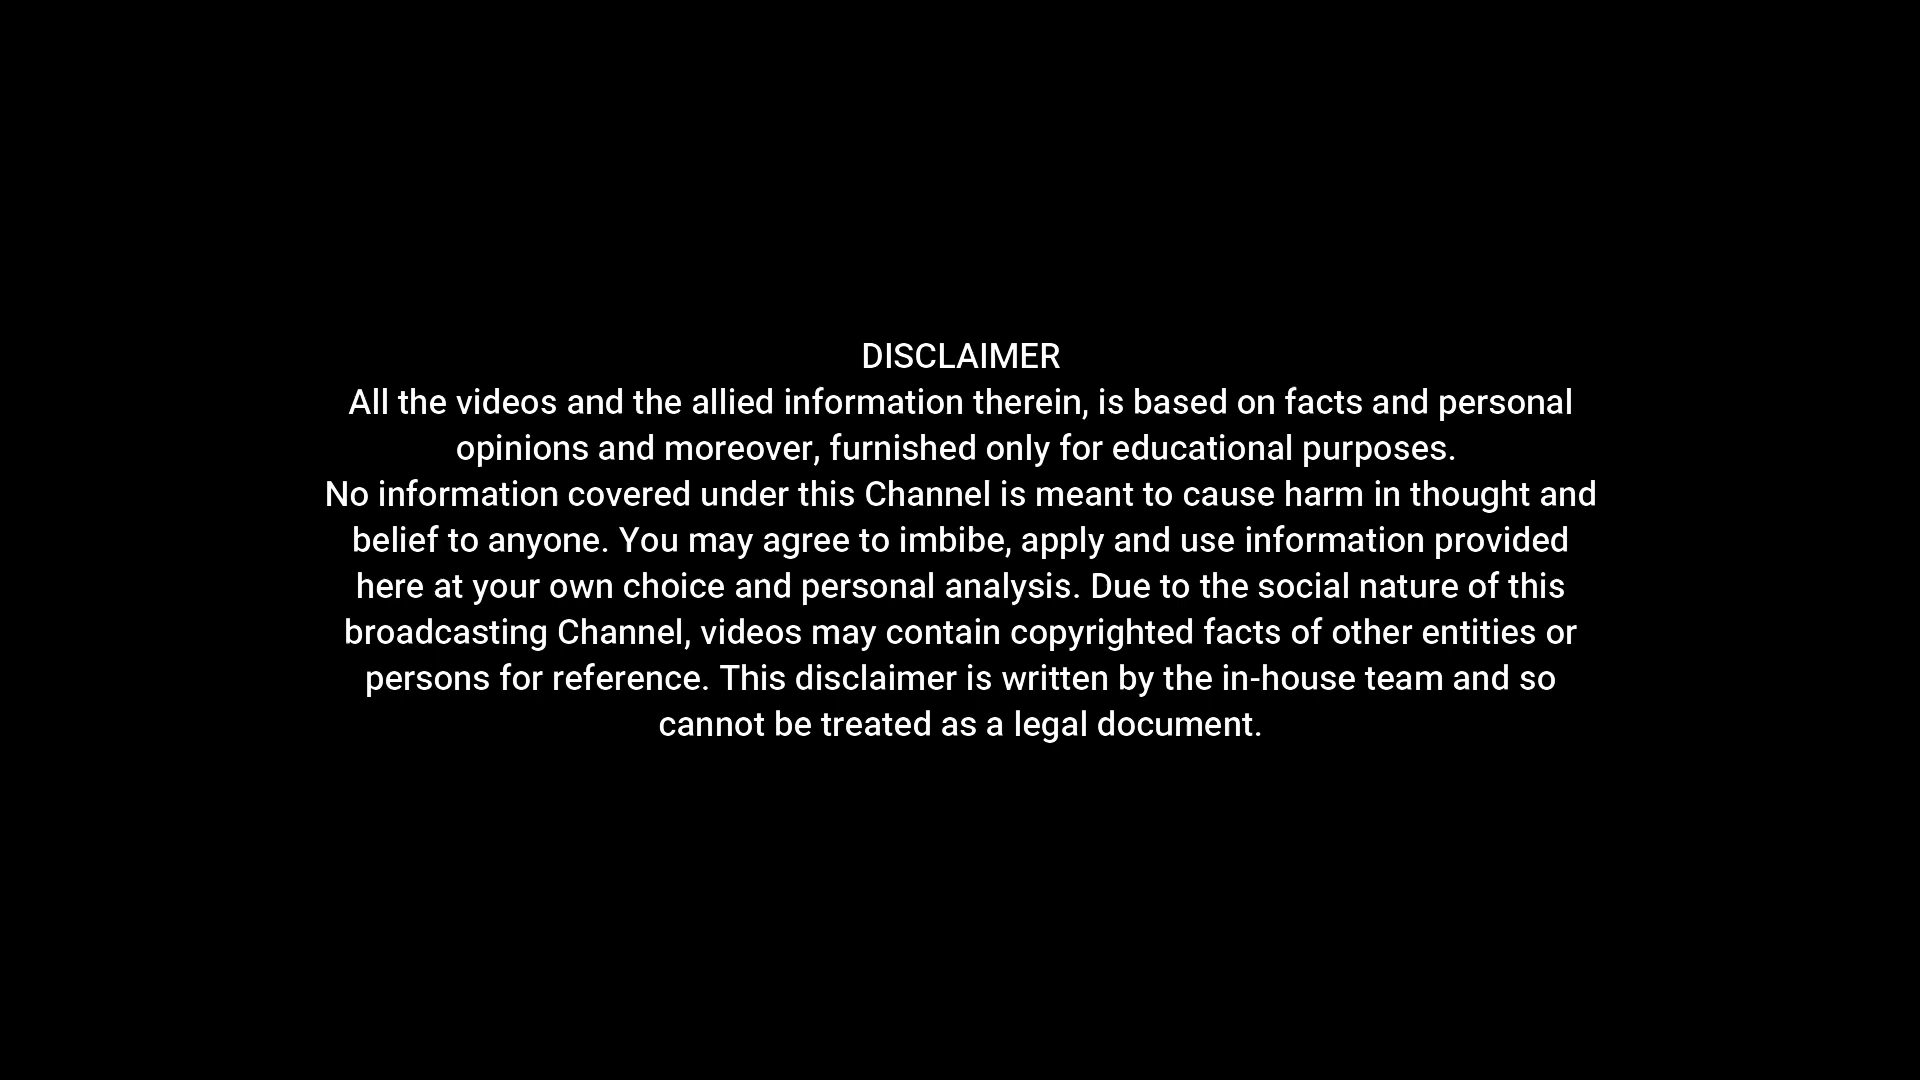 DISCLAIMER
All the videos and the allied information therein, is based on facts and personal
opinions and moreover, furnished only for educational purposes.
No information covered under this Channel is meant to cause harm in thought and
belief to anyone. You may agree to imbibe, apply and use information provided
here at your own choice and personal analysis. Due to the social nature of this
broadcasting Channel, videos may contain copyrighted facts of other entities or
persons for reference. This disclaimer is written by the in-house team and so
cannot be treated as a legal document.